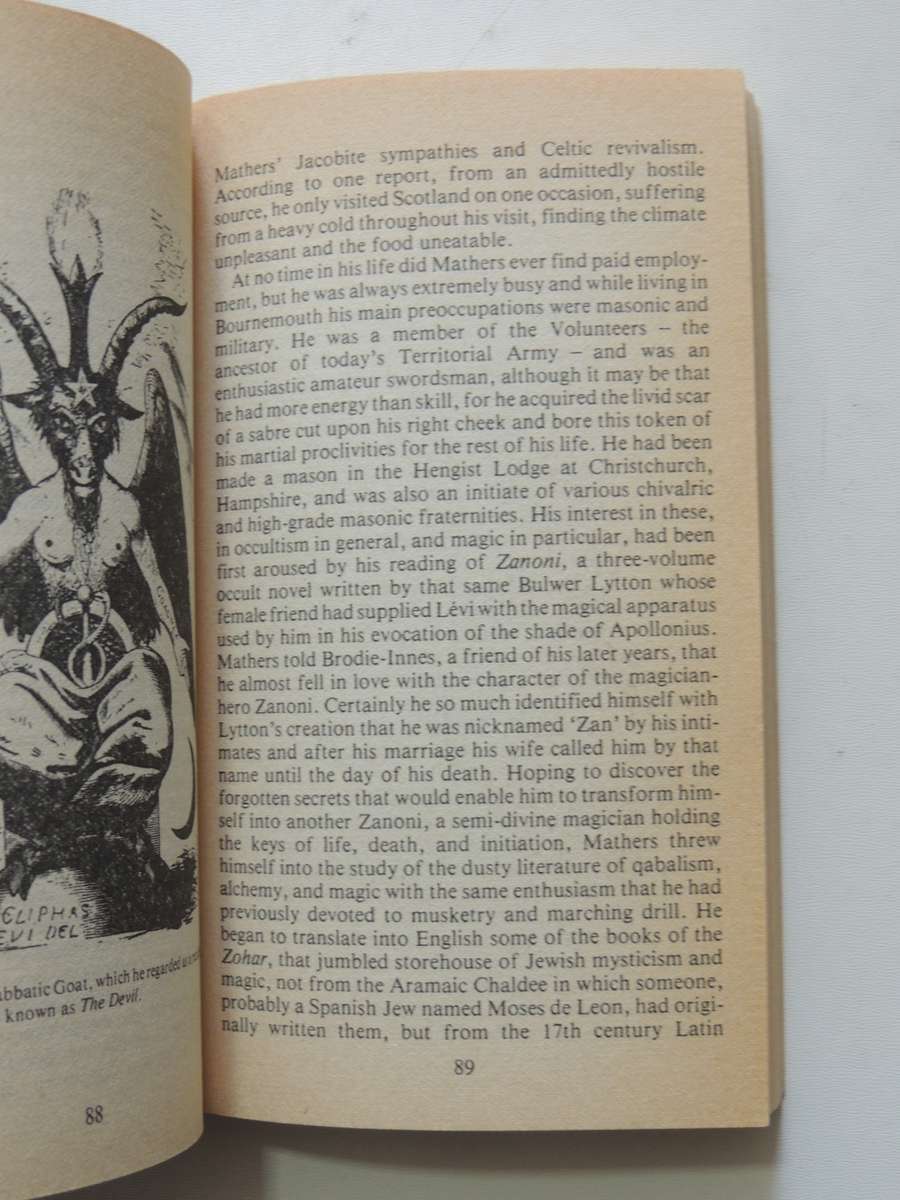 ELIPHAS
EVI DEL
abbatic Goat, which he regarded
known as The Devil.
88
Mathers' Jacobite sympathies and Celtic revivalism.
According to one report, from an admittedly hostile
source, he only visited Scotland on one occasion, suffering
from a heavy cold throughout his visit, finding the climate
unpleasant and the food uneatable.
At no time in his life did Mathers ever find paid employ-
ment, but he was always extremely busy and while living in
Bournemouth his main preoccupations were masonic and
military. He was a member of the Volunteers – the
ancestor of today's Territorial Army – and was an
enthusiastic amateur swordsman, although it may be that
he had more energy than skill, for he acquired the livid scar
of a sabre cut upon his right cheek and bore this token of
his martial proclivities for the rest of his life. He had been
made a mason in the Hengist Lodge at Christchurch,
Hampshire, and was also an initiate of various chivalric
and high-grade masonic fraternities. His interest in these,
in occultism in general, and magic in particular, had been
first aroused by his reading of Zanoni, a three-volume
occult novel written by that same Bulwer Lytton whose
female friend had supplied Lévi with the magical apparatus
used by him in his evocation of the shade of Apollonius.
Mathers told Brodie-Innes, a friend of his later years, that
he almost fell in love with the character of the magician-
hero Zanoni. Certainly he so much identified himself with
Lytton's creation that he was nicknamed 'Zan' by his inti-
mates and after his marriage his wife called him by that
name until the day of his death. Hoping to discover the
forgotten secrets that would enable him to transform him-
self into another Zanoni, a semi-divine magician holding
the keys of life, death, and initiation, Mathers threw
himself into the study of the dusty literature of qabalism,
alchemy, and magic with the same enthusiasm that he had
previously devoted to musketry and marching drill. He
began to translate into English some of the books of the
Zohar, that jumbled storehouse of Jewish mysticism and
magic, not from the Aramaic Chaldee in which someone,
probably a Spanish Jew named Moses de Leon, had origi-
nally written them, but from the 17th century Latin
89